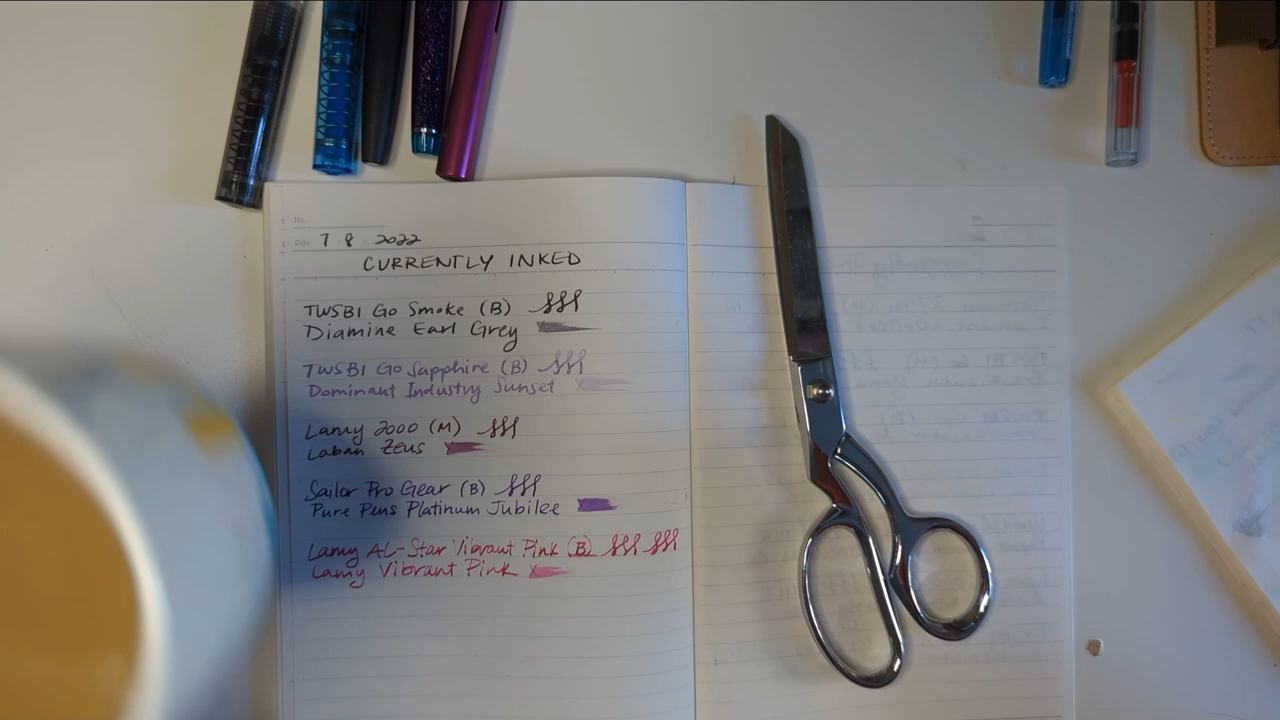 No.
Date 7 8 2022
CURRENTLY INKED
TWSBI Go Smoke (B)
Diamine Earl Grey
TWSBI Go Sapphire (B)
Dominant Industry Sunset
Lamy 2000 (M)
Laban Zeus
Sailor Pro Gear (B)
Pure Pens Platinum Jubilee
Lamy AL-Star Vibrant Pink (B)
Lamy Vibrant Pink